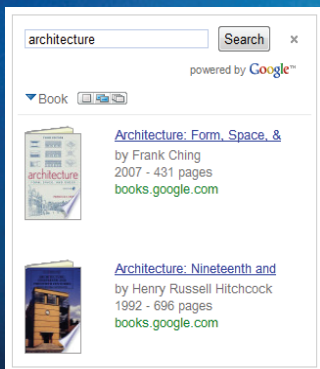 architecture Search ×
powered by Google™
Book
Architecture: Form, Space, &
by Frank Ching
2007 - 431 pages
books.google.com
architecture
Architecture: Nineteenth and
by Henry Russell Hitchcock
1992 - 696 pages
books.google.com